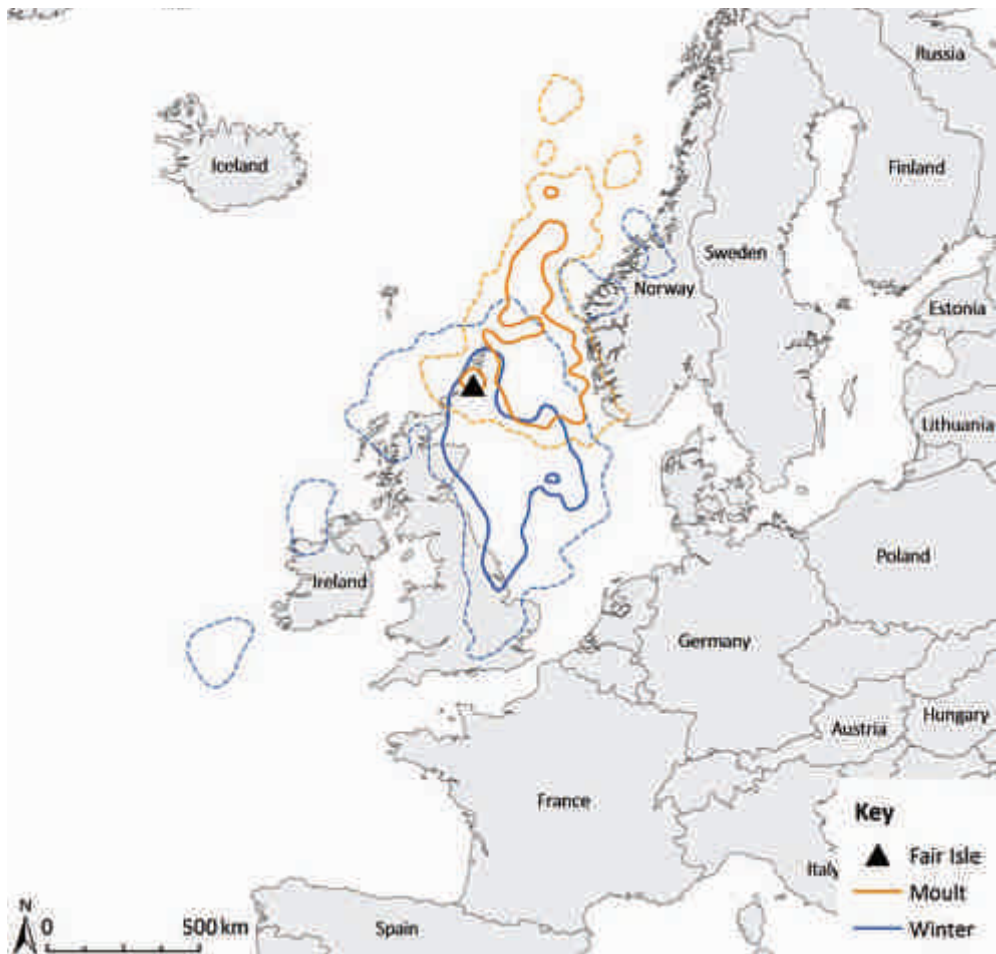 Russia
Iceland
Finland
Sweden
Norway
Estonia
Lithuania
Poland
Ireland
Germany
Hungary
Austria
France
Key
Fair Isle
Italy
Moult
N
0 500 km
Spain
Winter